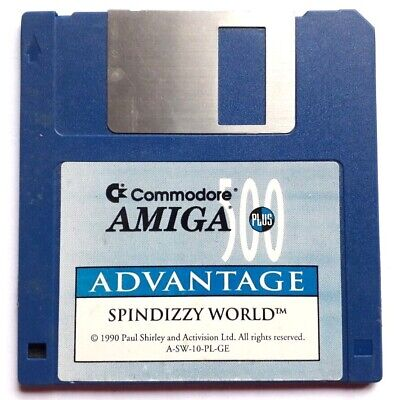 Commodore®
AMIGA 500 PLUS
ADVANTAGE
SPINDIZZY WORLD™
© 1990 Paul Shirley and Activision Ltd. All rights reserved.
A-SW-10-PL-GE